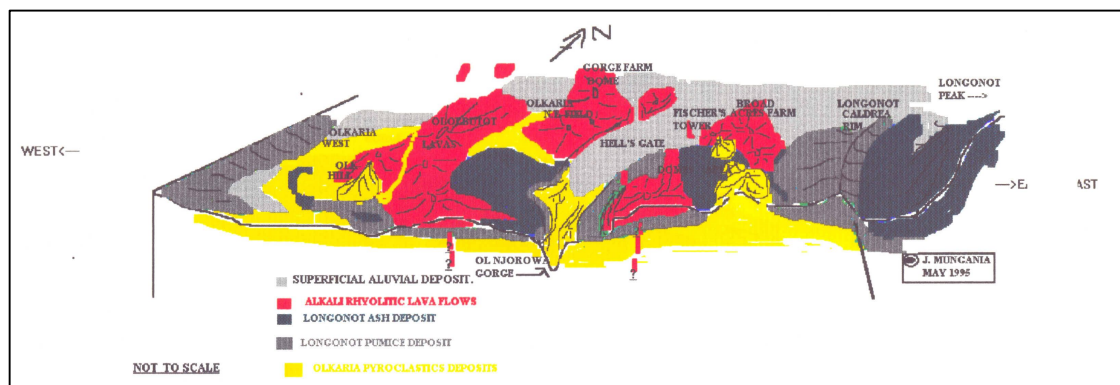 N
GORGE FARM
DOME
LONGONOT
PEAK ---->
OLKARIA
N.E. FIELD
FISCHER'S
TOWER
BROAD
ACRES FARM
LONGONOT
CALDREA
RIM
OLKARIA
WEST
LAVAS
HELL'S GATE
WEST<—
OLK
HILL
AST
?
?
OL NJOROWA
GORGE
© J. MUNGANIA
MAY 1995
SUPERFICIAL ALUVIAL DEPOSIT.
ALKALI RHYOLITIC LAVA FLOWS
LONGONOT ASH DEPOSIT
LONGONOT PUMICE DEPOSIT
NOT TO SCALE
OLKARIA PYROCLASTICS DEPOSITS